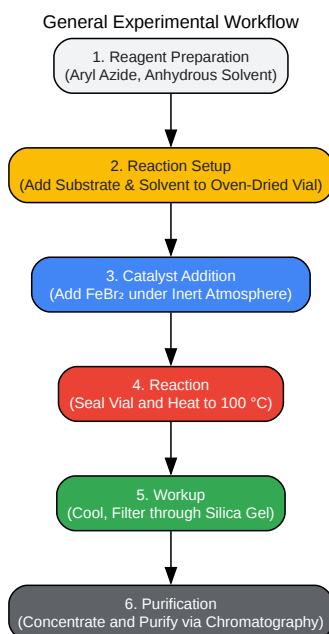 General Experimental Workflow
1. Reagent Preparation
(Aryl Azide, Anhydrous Solvent)
2. Reaction Setup
(Add Substrate & Solvent to Oven-Dried Vial)
3. Catalyst Addition
(Add FeBr₂ under Inert Atmosphere)
4. Reaction
(Seal Vial and Heat to 100 °C)
5. Workup
(Cool, Filter through Silica Gel)
6. Purification
(Concentrate and Purify via Chromatography)